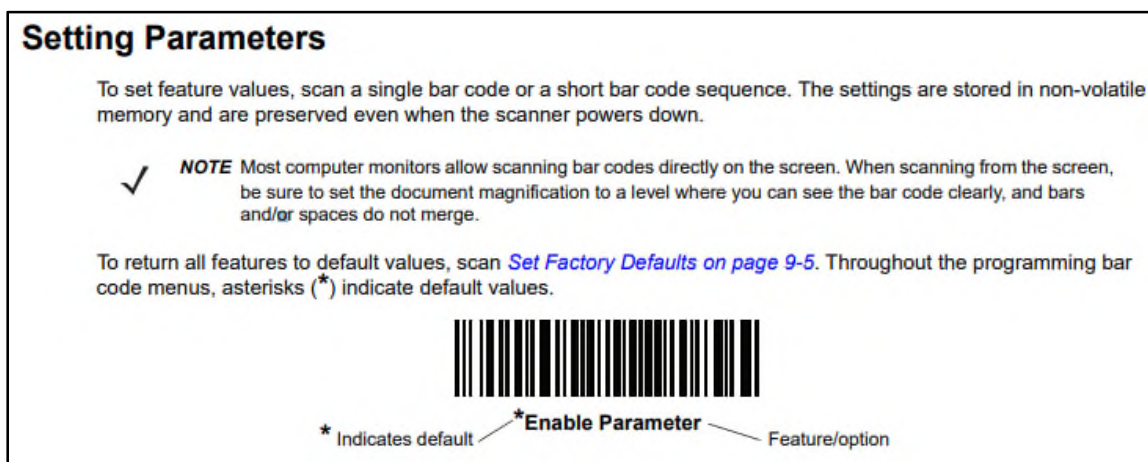 Setting Parameters
To set feature values, scan a single bar code or a short bar code sequence. The settings are stored in non-volatile
memory and are preserved even when the scanner powers down.
✓ NOTE Most computer monitors allow scanning bar codes directly on the screen. When scanning from the screen,
be sure to set the document magnification to a level where you can see the bar code clearly, and bars
and/or spaces do not merge.
To return all features to default values, scan Set Factory Defaults on page 9-5. Throughout the programming bar
code menus, asterisks (*) indicate default values.
*Enable Parameter
* Indicates default
Feature/option